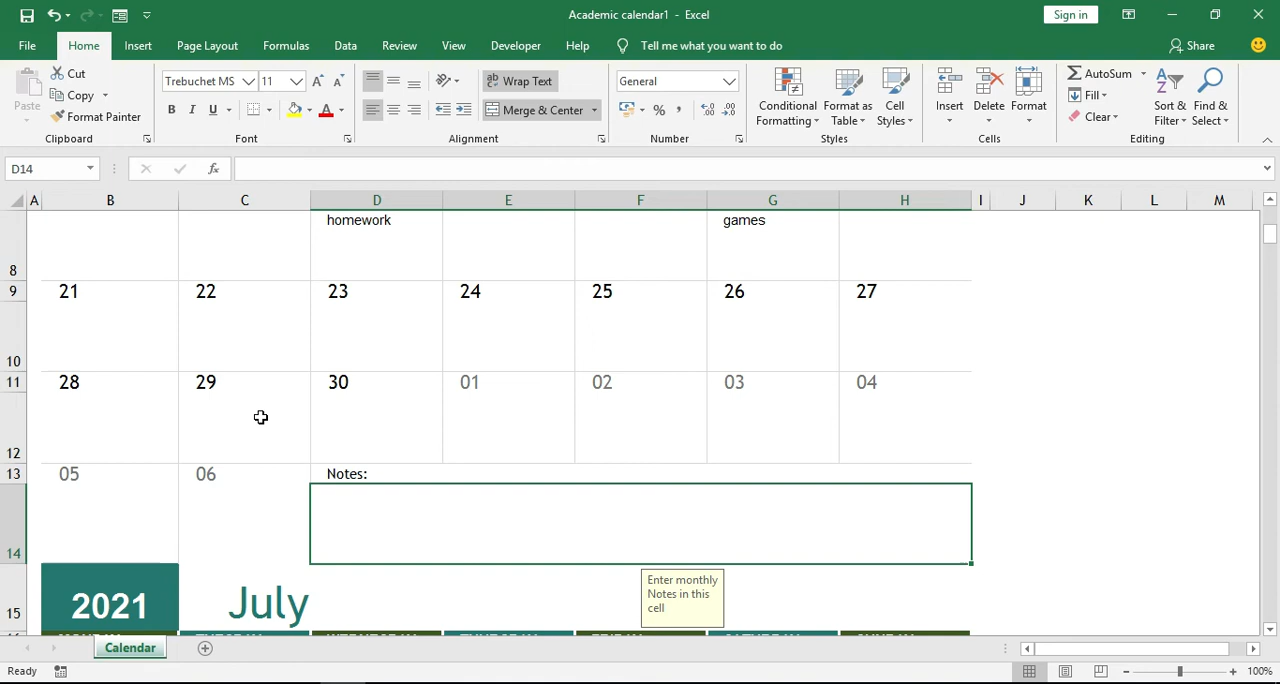 Academic calendar1 - Excel
Sign in
File Home Insert Page Layout Formulas Data Review View Developer Help Tell me what you want to do Share
Paste Cut Copy Format Painter
Clipboard
Trebuchet MS 11
B I U
Font
Wrap Text
Merge & Center
Alignment
General
%
Number
Conditional Formatting
Format as Table
Cell Styles
Styles
Insert Delete Format
Cells
AutoSum
Fill
Clear
Sort & Filter
Find & Select
Editing
D14
fx
A B C D E F G H I J K L M
homework games
8
9 21 22 23 24 25 26 27
10
11 28 29 30 01 02 03 04
12
13 05 06 Notes:
14
Enter monthly
Notes in this
cell
15 2021 July
Calendar
Ready
100%